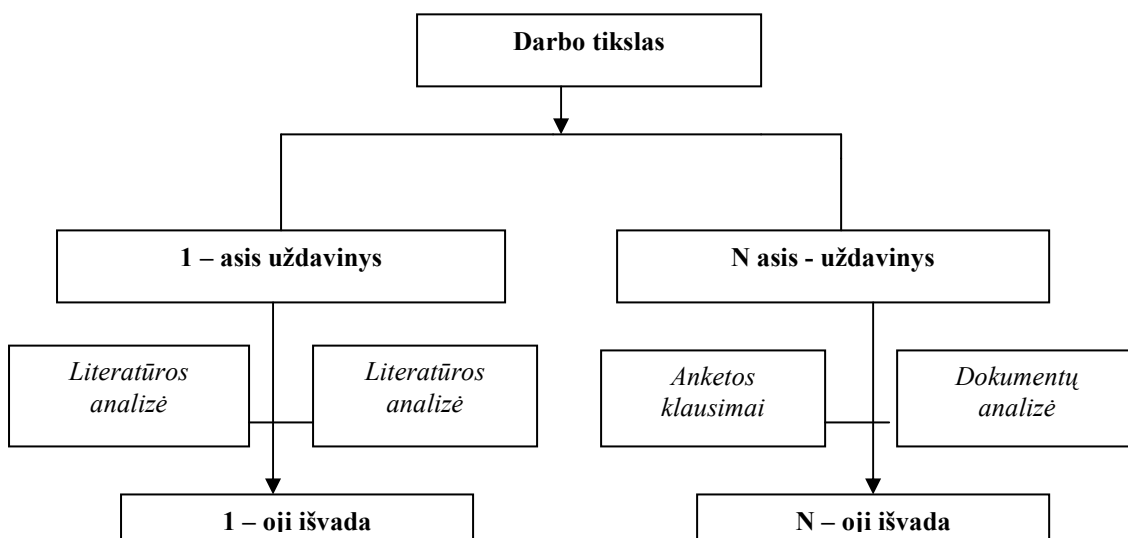 Darbo tikslas
1 – asis uždavinys
N asis - uždavinys
Literatūros
analizė
Literatūros
analizė
Anketos
klausimai
Dokumentų
analizė
1 – oji išvada
N – oji išvada